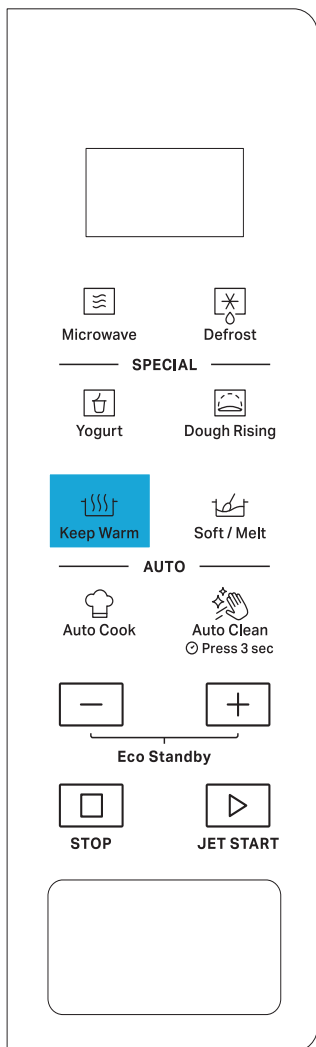 Microwave
Defrost
SPECIAL
Yogurt
Dough Rising
Keep Warm
Soft / Melt
AUTO
Auto Cook
Auto Clean
Press 3 sec
Eco Standby
STOP
JET START